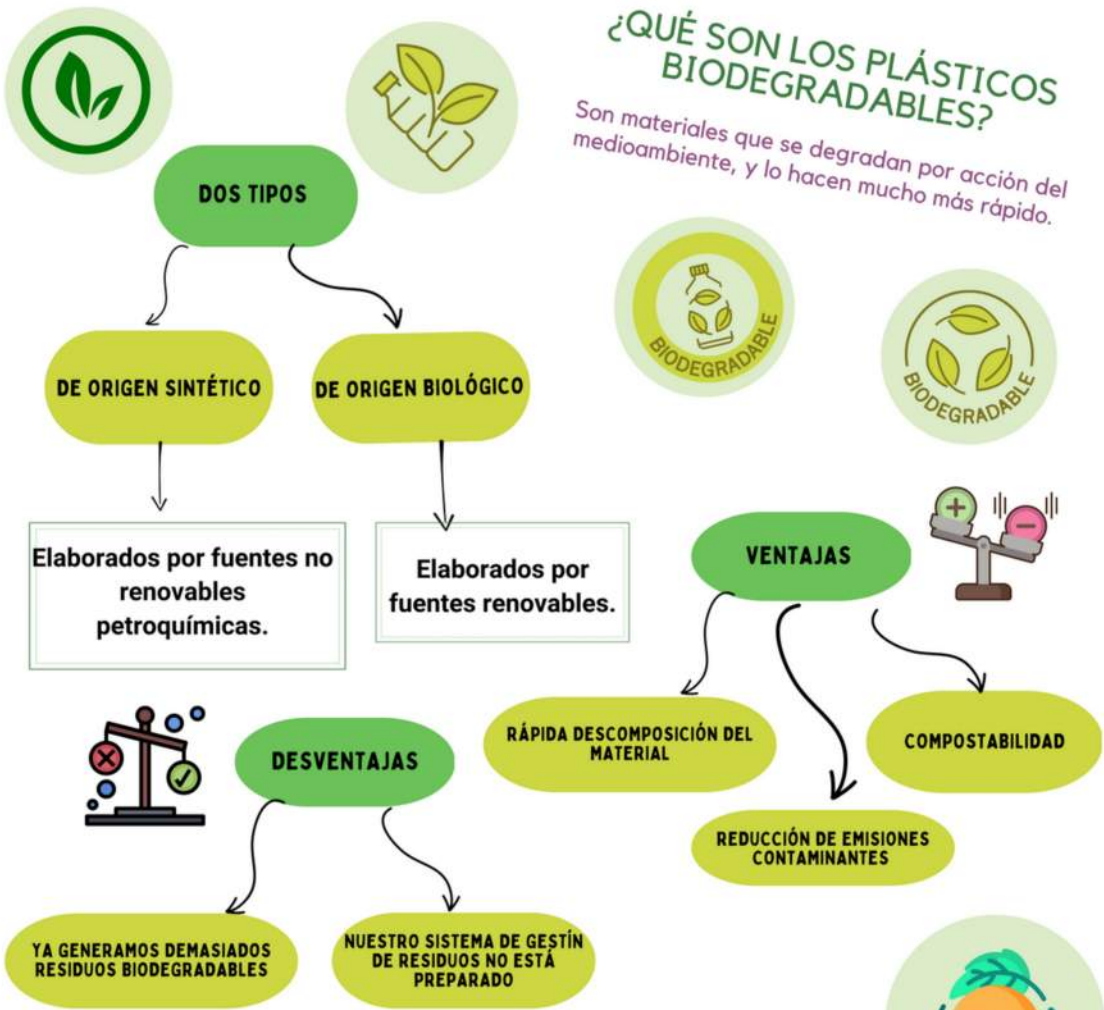 ¿QUÉ SON LOS PLÁSTICOS
BIODEGRADABLES?
Son materiales que se degradan por acción del
medioambiente, y lo hacen mucho más rápido.
DOS TIPOS
DE ORIGEN SINTÉTICO
DE ORIGEN BIOLÓGICO
Elaborados por fuentes no
renovables
petroquímicas.
Elaborados por
fuentes renovables.
BIODEGRADABLE
BIODEGRADABLE
VENTAJAS
RÁPIDA DESCOMPOSICIÓN DEL
MATERIAL
REDUCCIÓN DE EMISIONES
CONTAMINANTES
COMPOSTABILIDAD
DESVENTAJAS
YA GENERAMOS DEMASIADOS
RESIDUOS BIODEGRADABLES
NUESTRO SISTEMA DE GESTÍN
DE RESIDUOS NO ESTÁ
PREPARADO